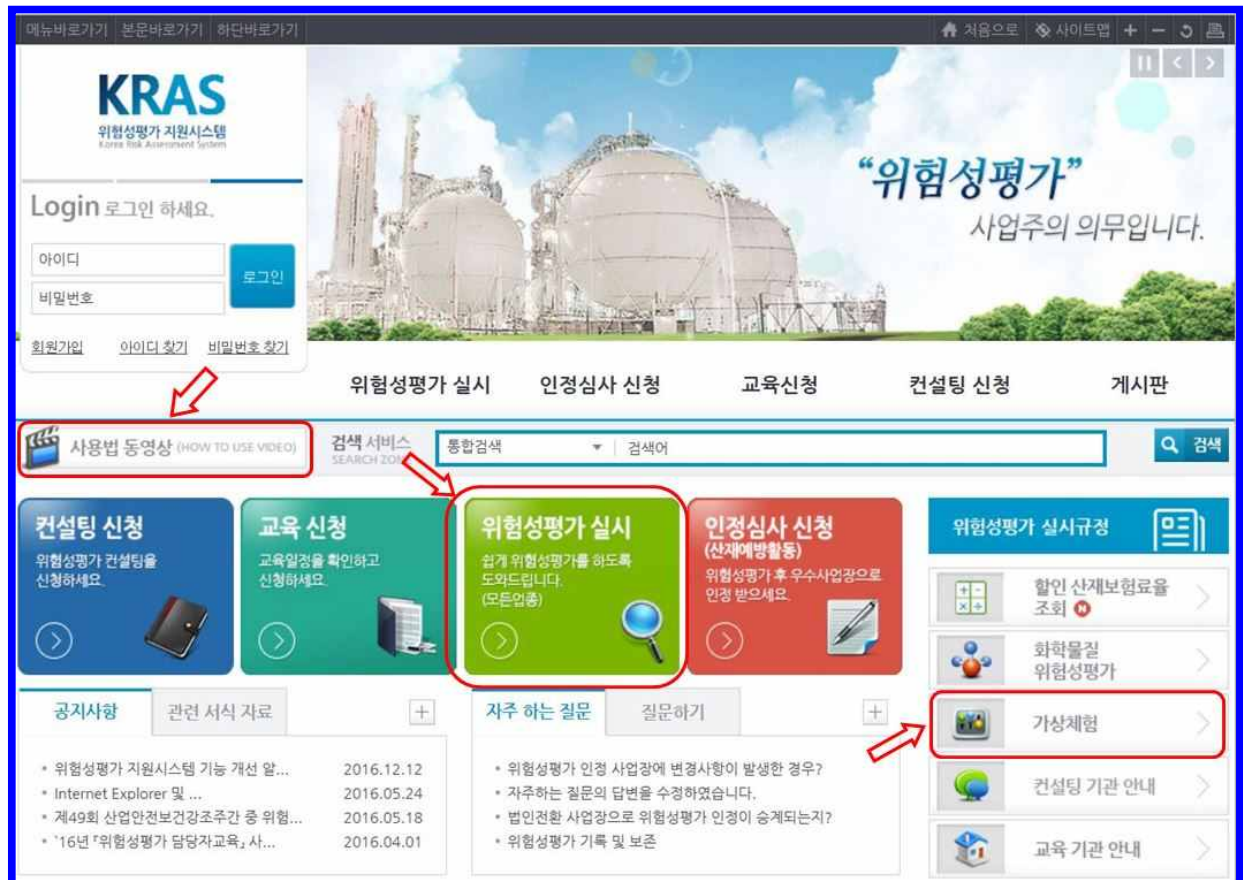 메뉴바로가기 본문바로가기 하단바로가기
처음으로 사이트맵
KRAS
위험성평가 지원시스템
Korea Risk Assessment System
“위험성평가”
사업주의 의무입니다.
Login 로그인 하세요.
아이디
비밀번호
로그인
회원가입 아이디 찾기 비밀번호 찾기
위험성평가 실시 인정심사 신청 교육신청 컨설팅 신청 게시판
사용법 동영상 (HOW TO USE VIDEO)
검색 서비스
SEARCH ZONE
통합검색 검색어
검색
컨설팅 신청
위험성평가 컨설팅을
신청하세요.
교육 신청
교육일정을 확인하고
신청하세요.
위험성평가 실시
쉽게 위험성평가를 하도록
도와드립니다.
(모든업종)
인정심사 신청
(산재예방활동)
위험성평가 후 우수사업장으로
인정 받으세요.
위험성평가 실시규정
할인 산재보험료율
조회 N
화학물질
위험성평가
가상체험
컨설팅 기관 안내
교육 기관 안내
공지사항 관련 서식 자료
위험성평가 지원시스템 기능 개선 알... 2016.12.12
Internet Explorer 및 ... 2016.05.24
제49회 산업안전보건강조주간 중 위험... 2016.05.18
`16년 「위험성평가 담당자교육」 사... 2016.04.01
자주 하는 질문 질문하기
위험성평가 인정 사업장에 변경사항이 발생한 경우?
자주하는 질문의 답변을 수정하였습니다.
법인전환 사업장으로 위험성평가 인정이 승계되는지?
위험성평가 기록 및 보존